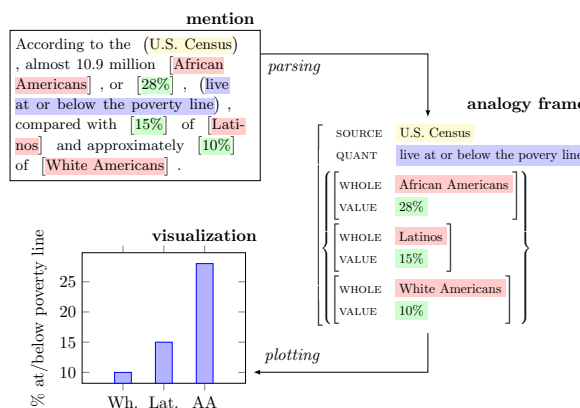 mention
According to the (U.S. Census)
, almost 10.9 million [African
Americans] , or [28%] , (live
at or below the poverty line) ,
compared with [15%] of [Lati-
nos] and approximately [10%]
of [White Americans] .
parsing
analogy frame
SOURCE U.S. Census
QUANT live at or below the povery line
WHOLE African Americans
VALUE 28%
WHOLE Latinos
VALUE 15%
WHOLE White Americans
VALUE 10%
plotting
visualization
% at/below poverty line
25
20
15
10
Wh. Lat. AA